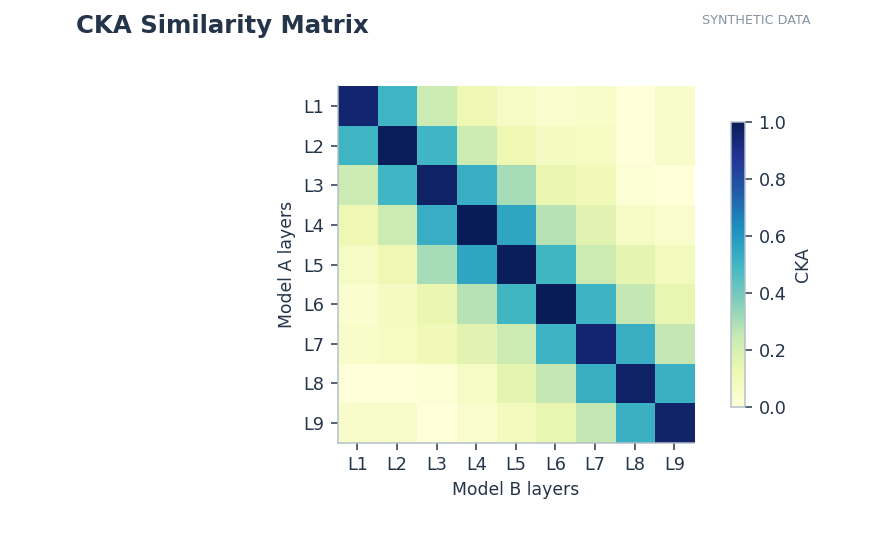 CKA Similarity Matrix
SYNTHETIC DATA
Model A layers
L1
L2
L3
L4
L5
L6
L7
L8
L9
L1 L2 L3 L4 L5 L6 L7 L8 L9
Model B layers
1.0
0.8
0.6
0.4
0.2
0.0
CKA